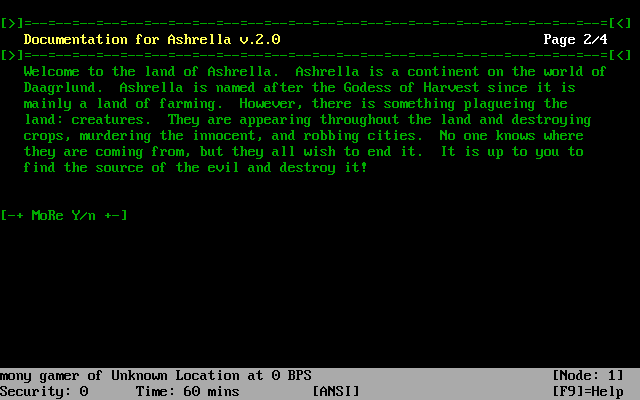 [>]=--=--=--=--=--=--=--=--=--=--=--=--=--=--=--=--=--=--=--=--=--=--=--=--=[<]
Documentation for Ashrella v.2.0 Page 2/4
[>]=--=--=--=--=--=--=--=--=--=--=--=--=--=--=--=--=--=--=--=--=--=--=--=--=[<]
Welcome to the land of Ashrella.  Ashrella is a continent on the world of
Daagrlund.  Ashrella is named after the Godess of Harvest since it is
mainly a land of farming.  However, there is something plagueing the
land: creatures.  They are appearing throughout the land and destroying
crops, murdering the innocent, and robbing cities.  No one knows where
they are coming from, but they all wish to end it.  It is up to you to
find the source of the evil and destroy it!
[-+ MoRe Y/n +-]
mony gamer of Unknown Location at 0 BPS [Node: 1]
Security: 0 Time: 60 mins [ANSI] [F9]=Help